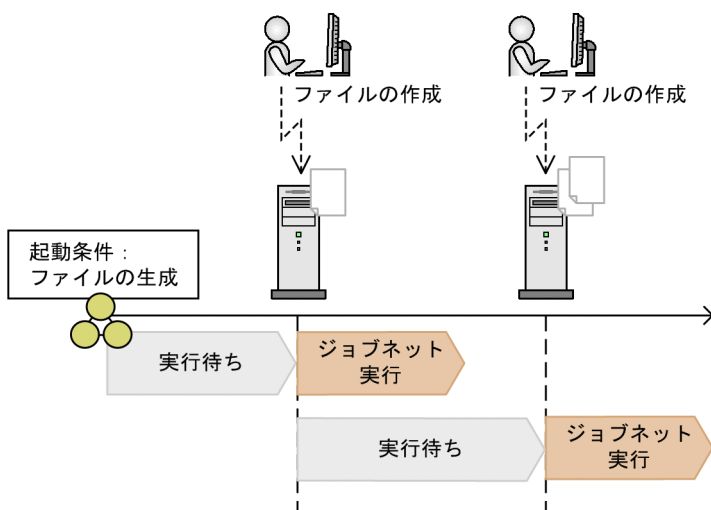 ファイルの作成
ファイルの作成
起動条件：
ファイルの生成
実行待ち
ジョブネット
実行
実行待ち
ジョブネット
実行